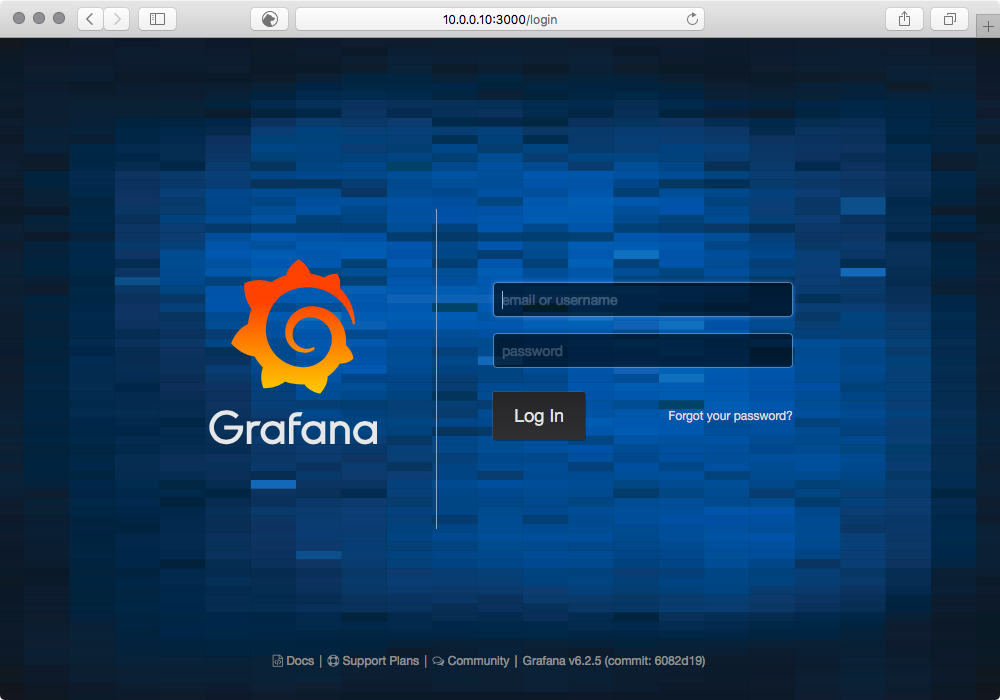 10.0.0.10:3000/login
email or username
password
Log In
Forgot your password?
Grafana
Docs | Support Plans | Community | Grafana v6.2.5 (commit: 6082d19)